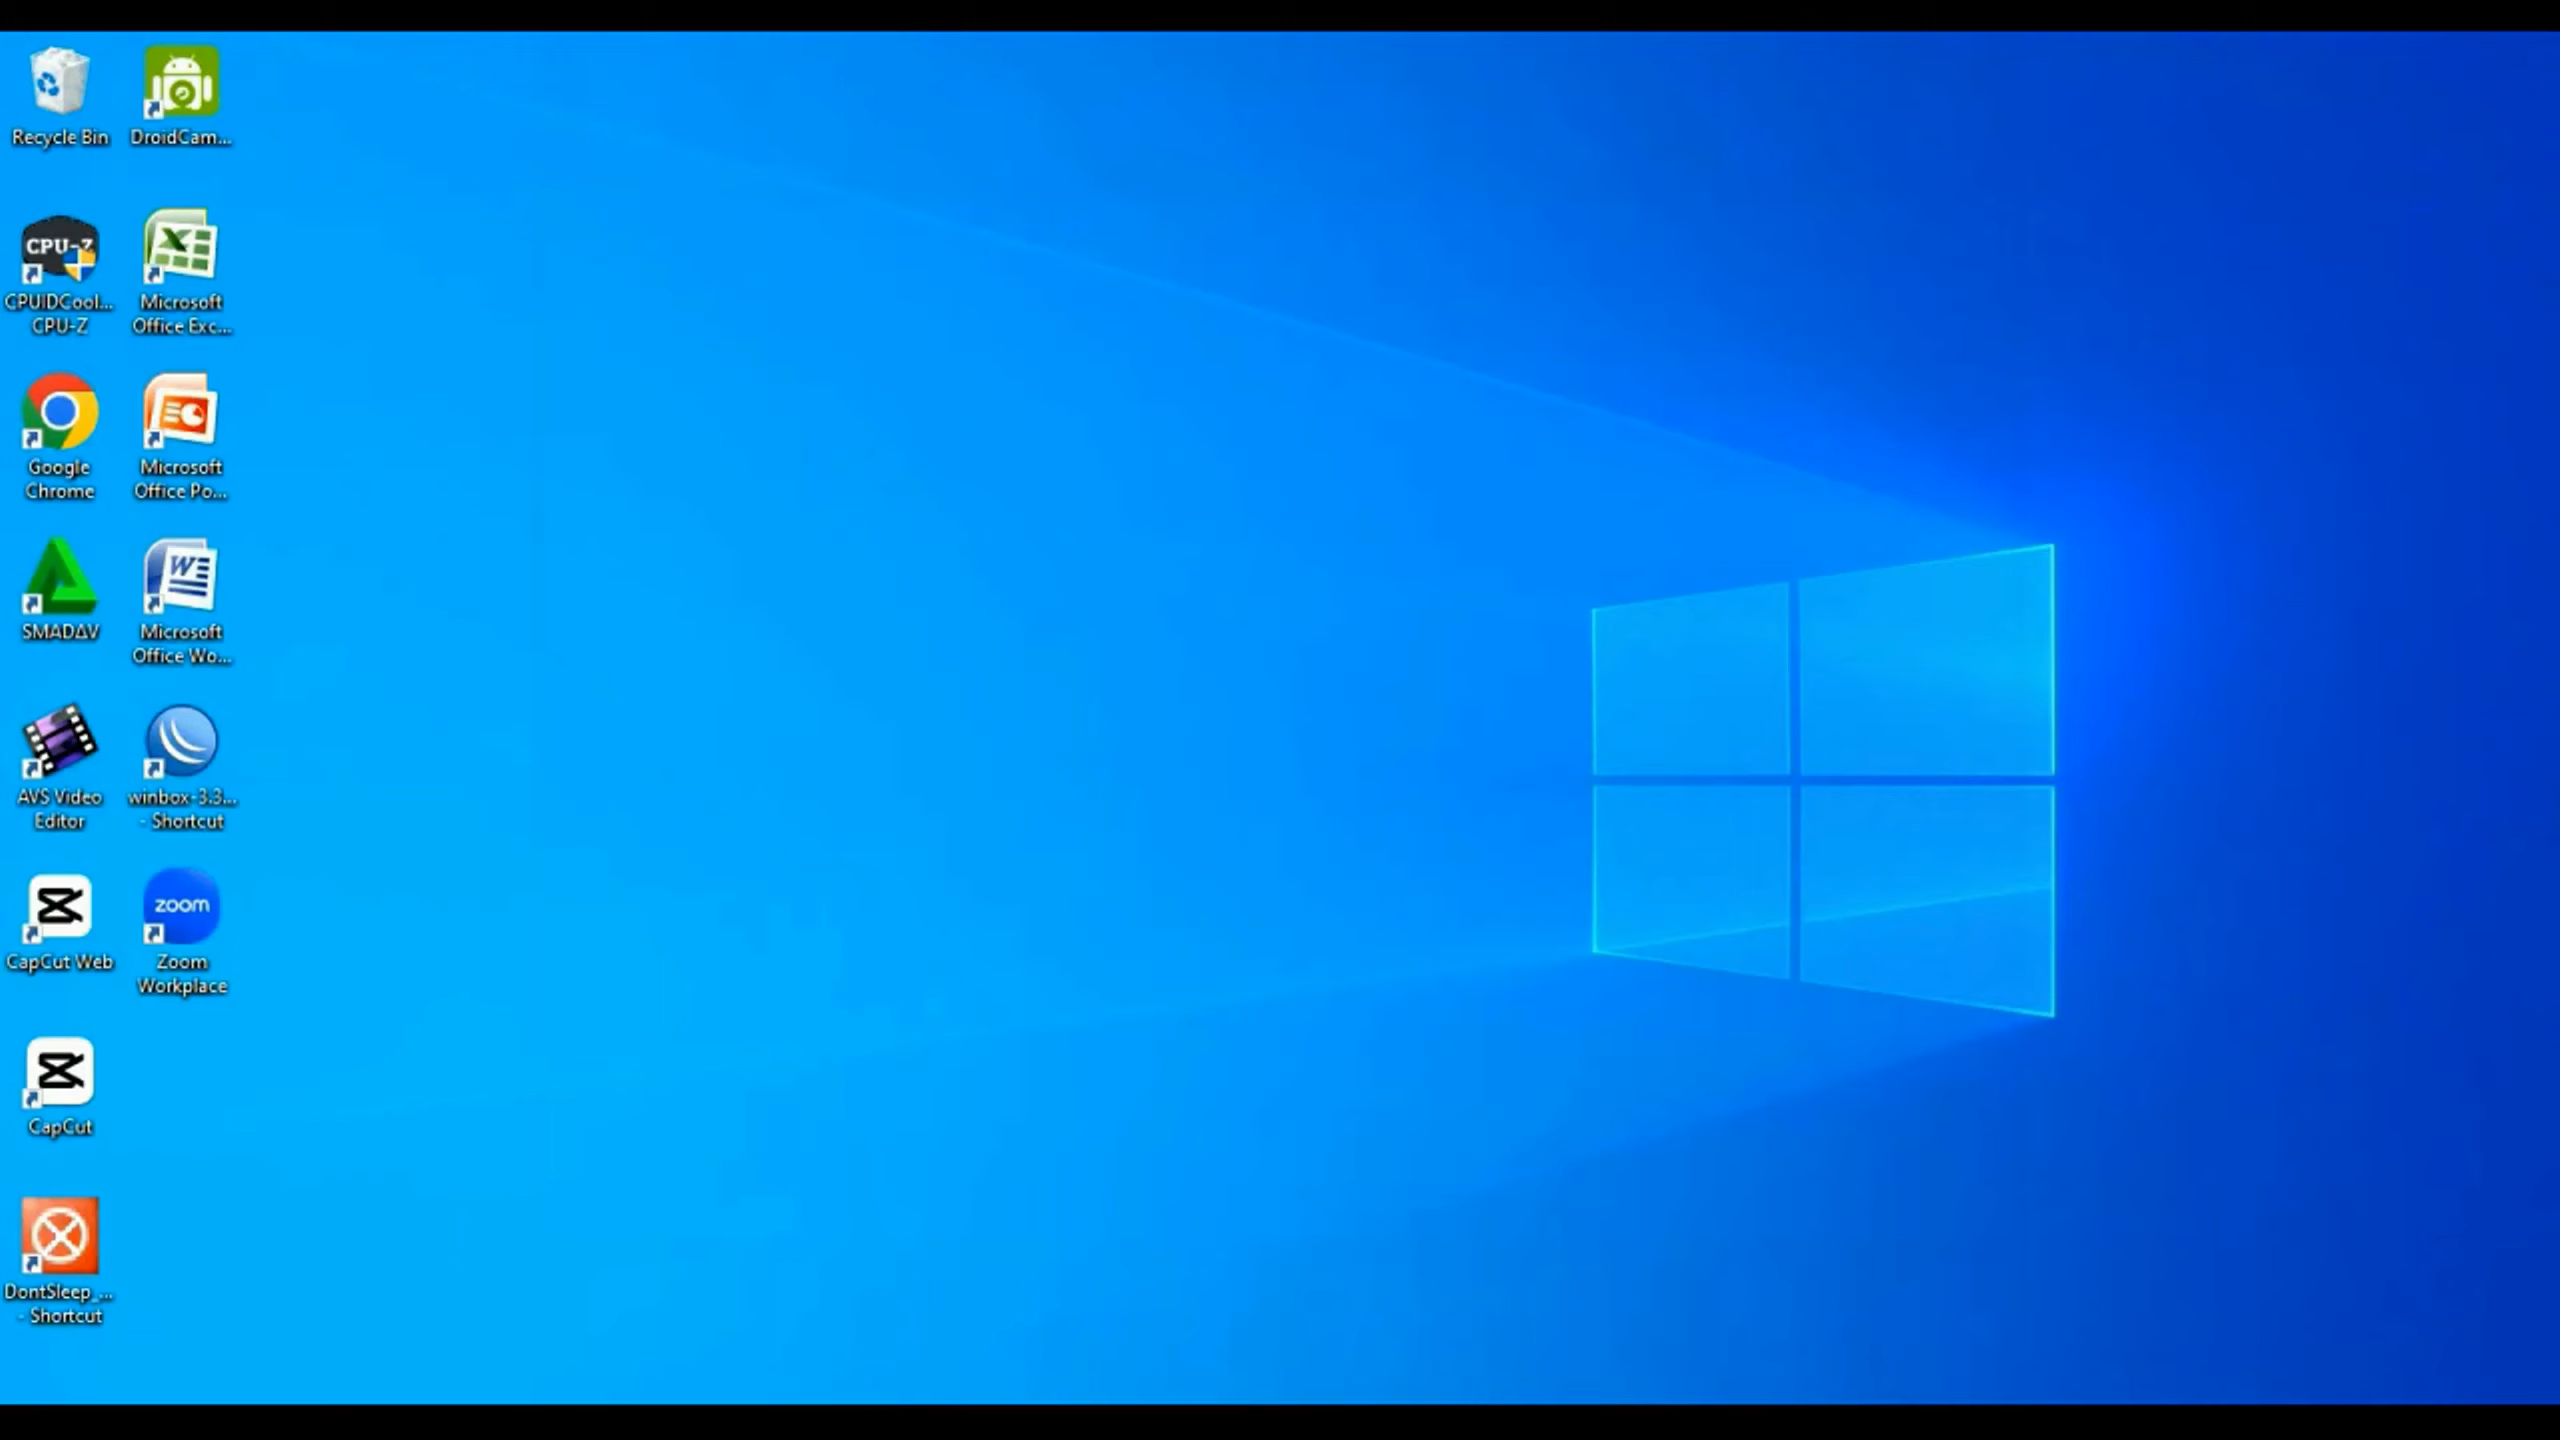 Recycle Bin
DroidCam...
CPU-Z
CPUIDCool...
CPU-Z
Microsoft
Office Exc...
Google
Chrome
Microsoft
Office Po...
SMADΔV
Microsoft
Office Wo...
AVS Video
Editor
winbox-3.3...
- Shortcut
CapCut Web
zoom
Zoom
Workplace
CapCut
DontSleep_...
- Shortcut